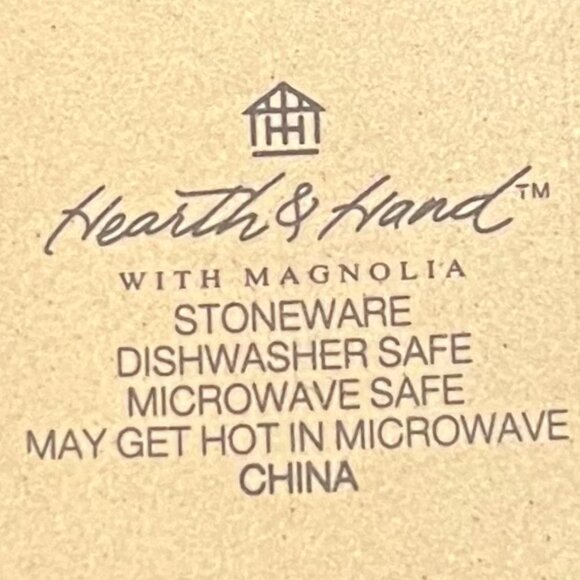 Hearth & Hand™
WITH MAGNOLIA
STONEWARE
DISHWASHER SAFE
MICROWAVE SAFE
MAY GET HOT IN MICROWAVE
CHINA